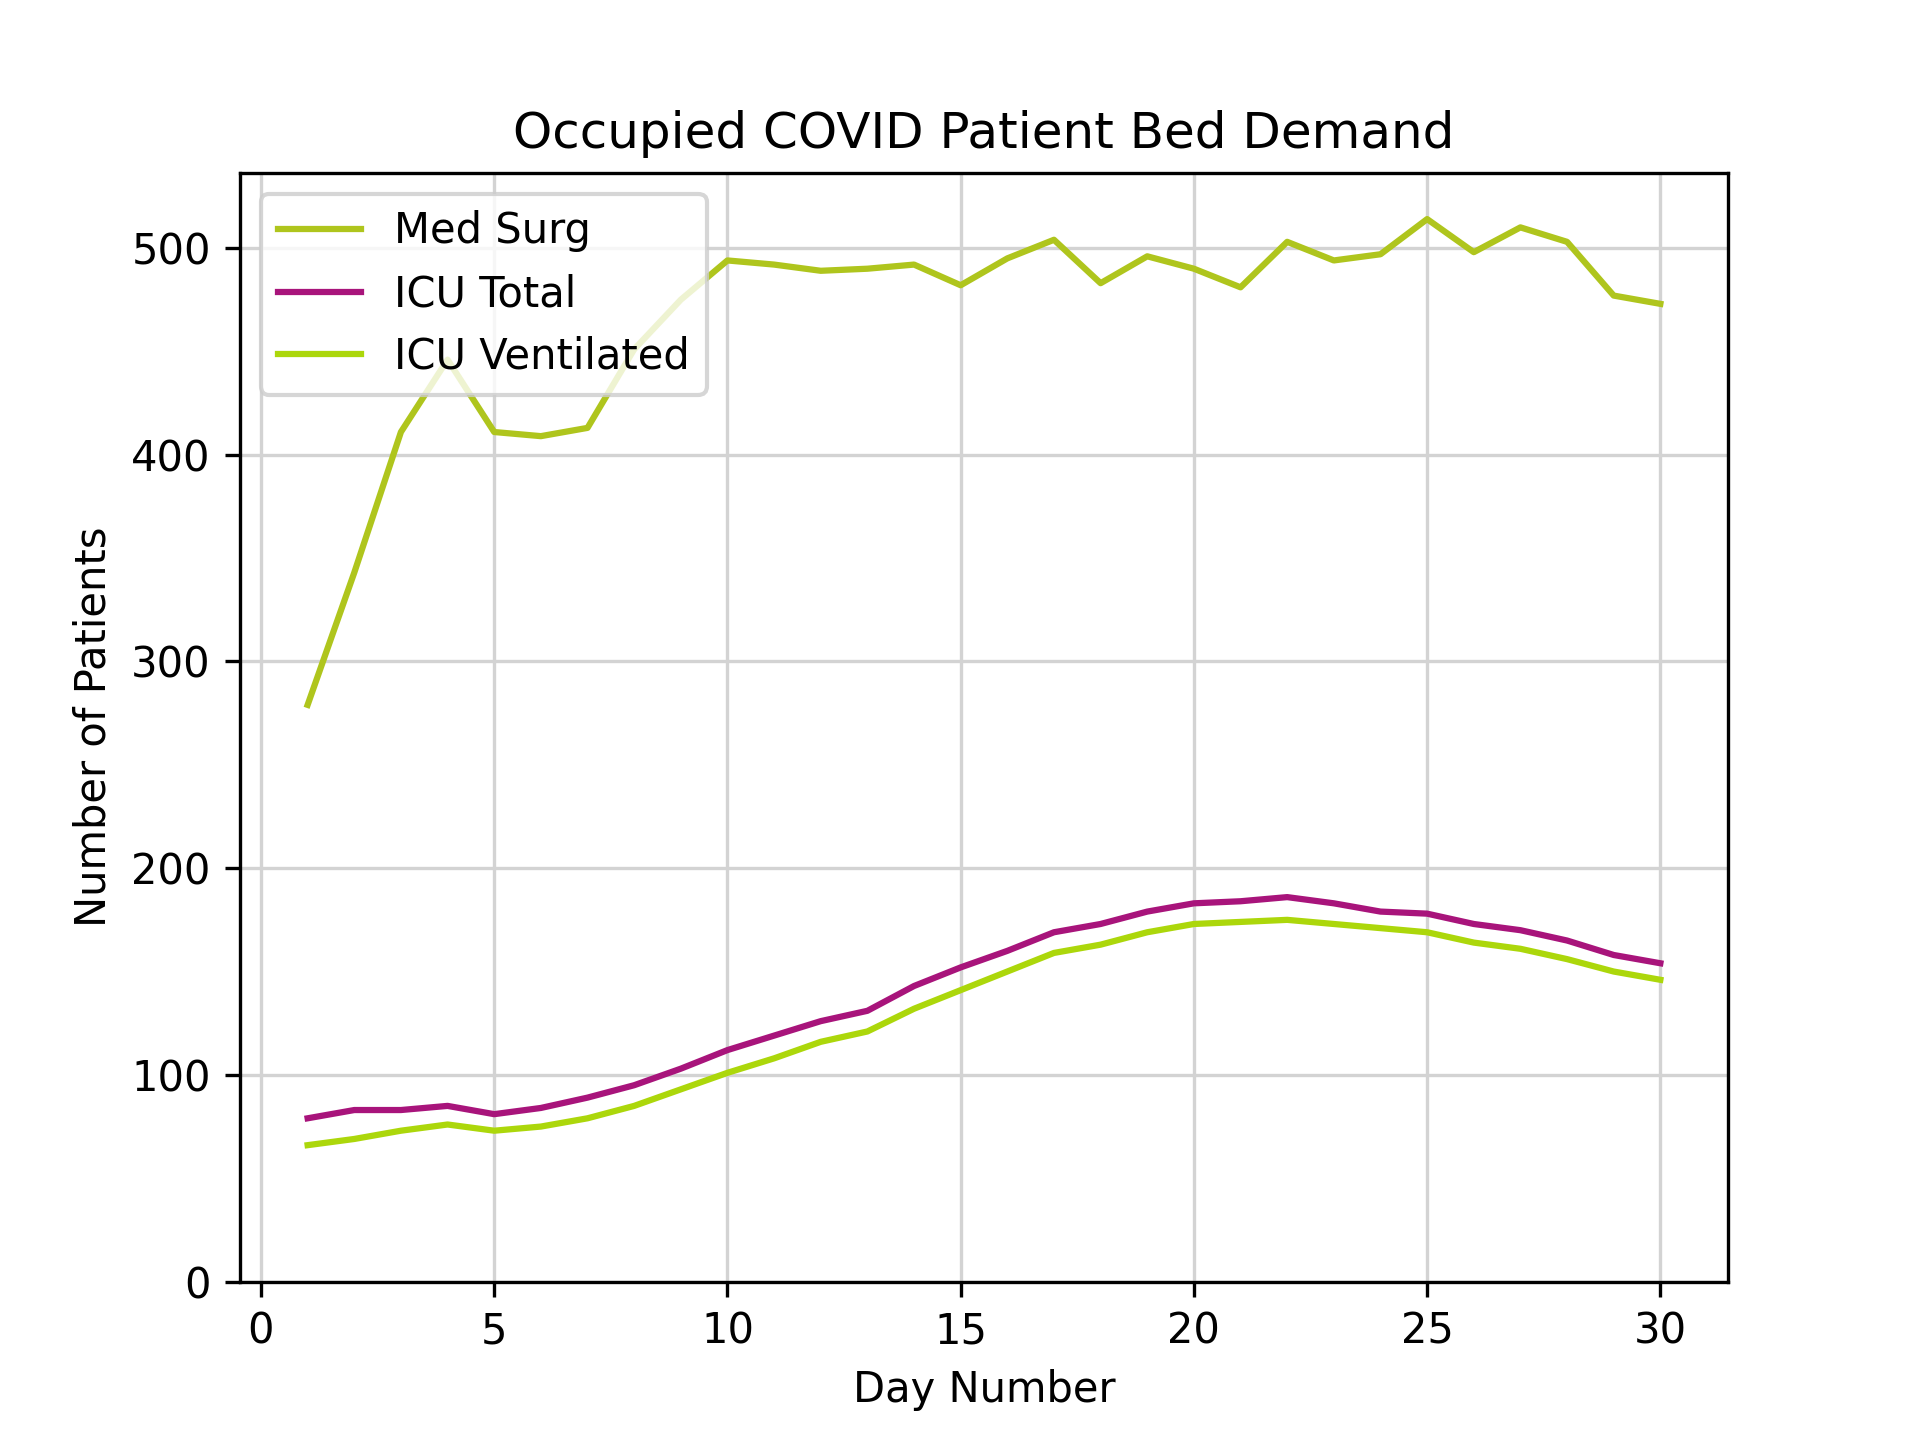 Occupied COVID Patient Bed Demand
Med Surg
ICU Total
ICU Ventilated
500
400
300
200
100
0
Number of Patients
0 5 10 15 20 25 30
Day Number